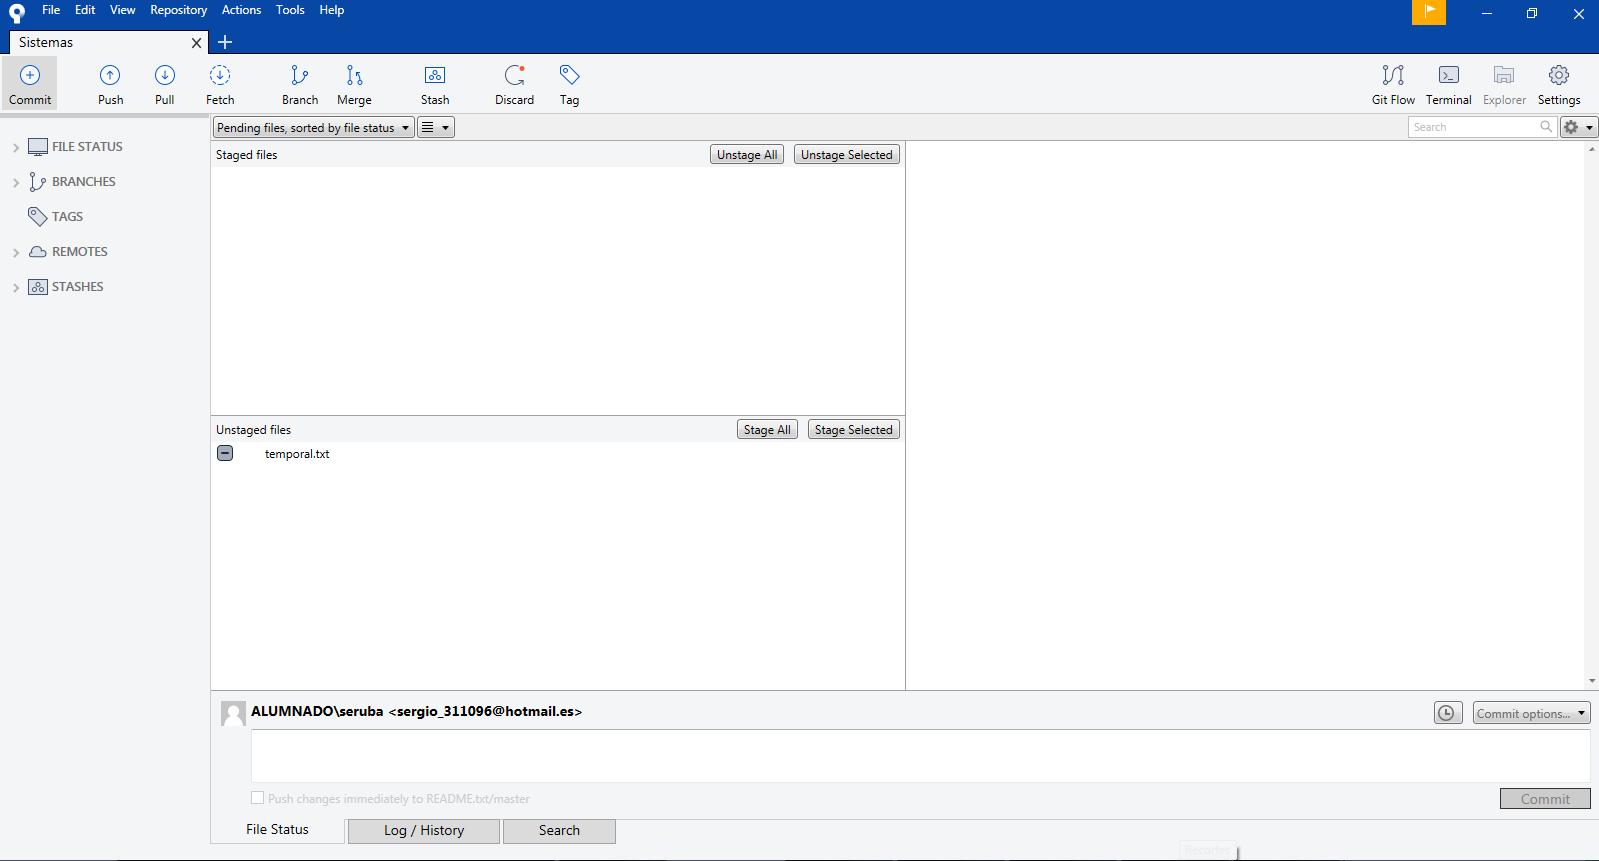 File Edit View Repository Actions Tools Help
Sistemas
Commit Push Pull Fetch Branch Merge Stash Discard Tag Git Flow Terminal Explorer Settings
Pending files, sorted by file status Search
FILE STATUS
BRANCHES
TAGS
REMOTES
STASHES
Staged files Unstage All Unstage Selected
Unstaged files Stage All Stage Selected
temporal.txt
ALUMNADO\seruba <sergio_311096@hotmail.es> Commit options...
Push changes immediately to README.txt/master Commit
File Status Log / History Search